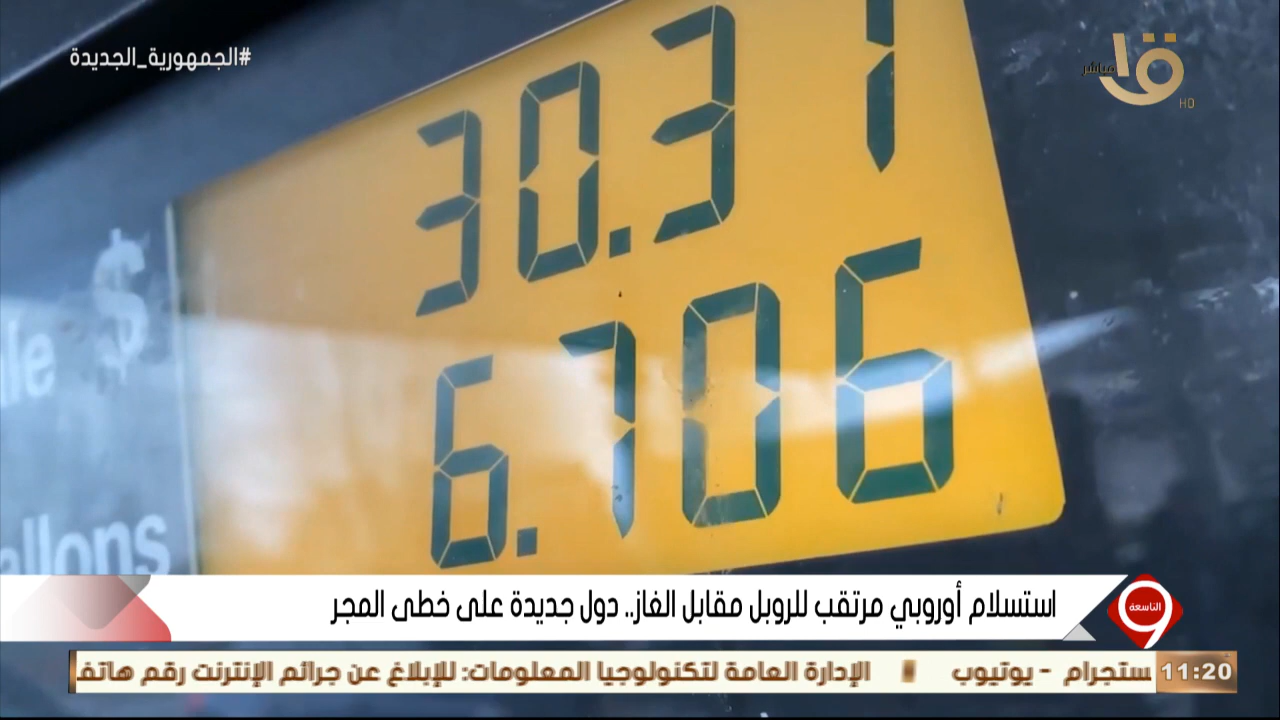 #الجمهورية_الجديدة
مباشر
HD
30.31
$
6.706
le
allons
استسلام أوروبي مرتقب للروبل مقابل الغاز.. دول جديدة على خطى المجر
التاسعة
9
11:20
ستجرام - يوتيوب
الإدارة العامة لتكنولوجيا المعلومات: للإبلاغ عن جرائم الإنترنت رقم هاتف